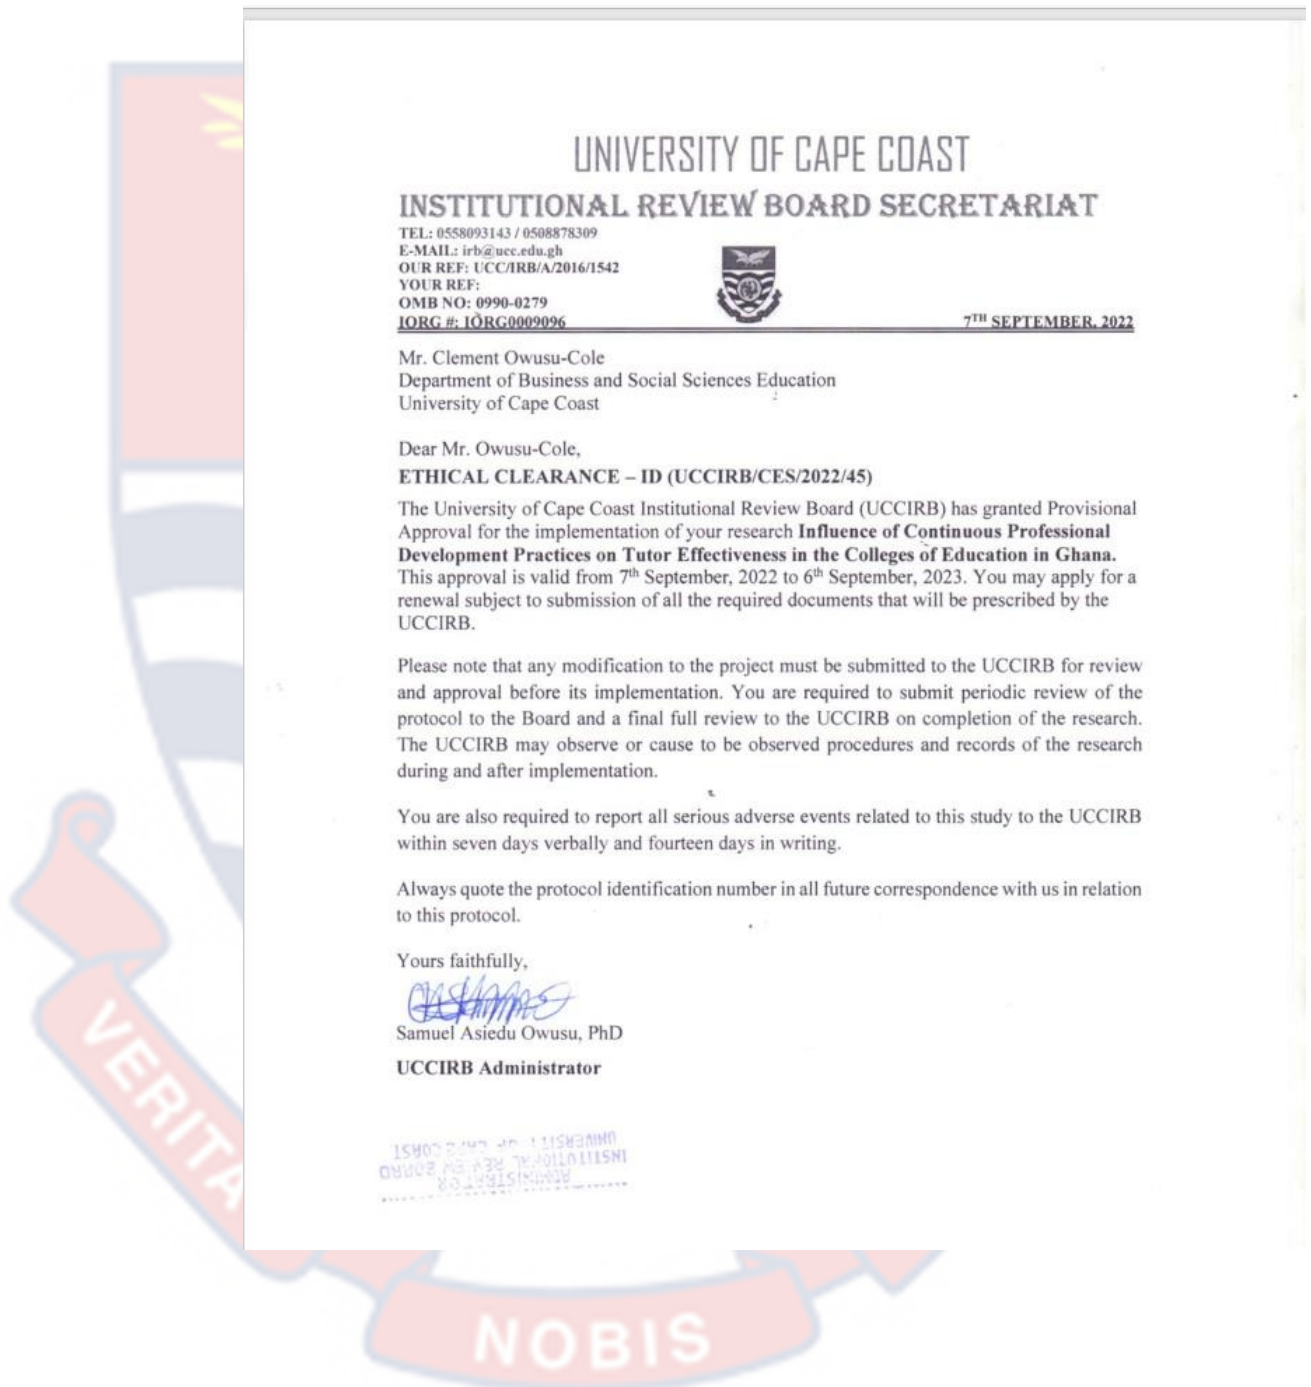 UNIVERSITY OF CAPE COAST
INSTITUTIONAL REVIEW BOARD SECRETARIAT
TEL: 0558093143 / 0508878309
E-MAIL: irb@ucc.edu.gh
OUR REF: UCC/IRB/A/2016/1542
YOUR REF:
OMB NO: 0990-0279
IORG #: IORG0009096
7TH SEPTEMBER, 2022
Mr. Clement Owusu-Cole
Department of Business and Social Sciences Education
University of Cape Coast
Dear Mr. Owusu-Cole,
ETHICAL CLEARANCE – ID (UCCIRB/CES/2022/45)
The University of Cape Coast Institutional Review Board (UCCIRB) has granted Provisional
Approval for the implementation of your research Influence of Continuous Professional
Development Practices on Tutor Effectiveness in the Colleges of Education in Ghana.
This approval is valid from 7th September, 2022 to 6th September, 2023. You may apply for a
renewal subject to submission of all the required documents that will be prescribed by the
UCCIRB.
Please note that any modification to the project must be submitted to the UCCIRB for review
and approval before its implementation. You are required to submit periodic review of the
protocol to the Board and a final full review to the UCCIRB on completion of the research.
The UCCIRB may observe or cause to be observed procedures and records of the research
during and after implementation.
You are also required to report all serious adverse events related to this study to the UCCIRB
within seven days verbally and fourteen days in writing.
Always quote the protocol identification number in all future correspondence with us in relation
to this protocol.
Yours faithfully,
Samuel Asiedu Owusu, PhD
UCCIRB Administrator
ADMINISTRATOR
INSTITUTIONAL REVIEW BOARD
UNIVERSITY OF CAPE COAST
VERITA
NOBIS